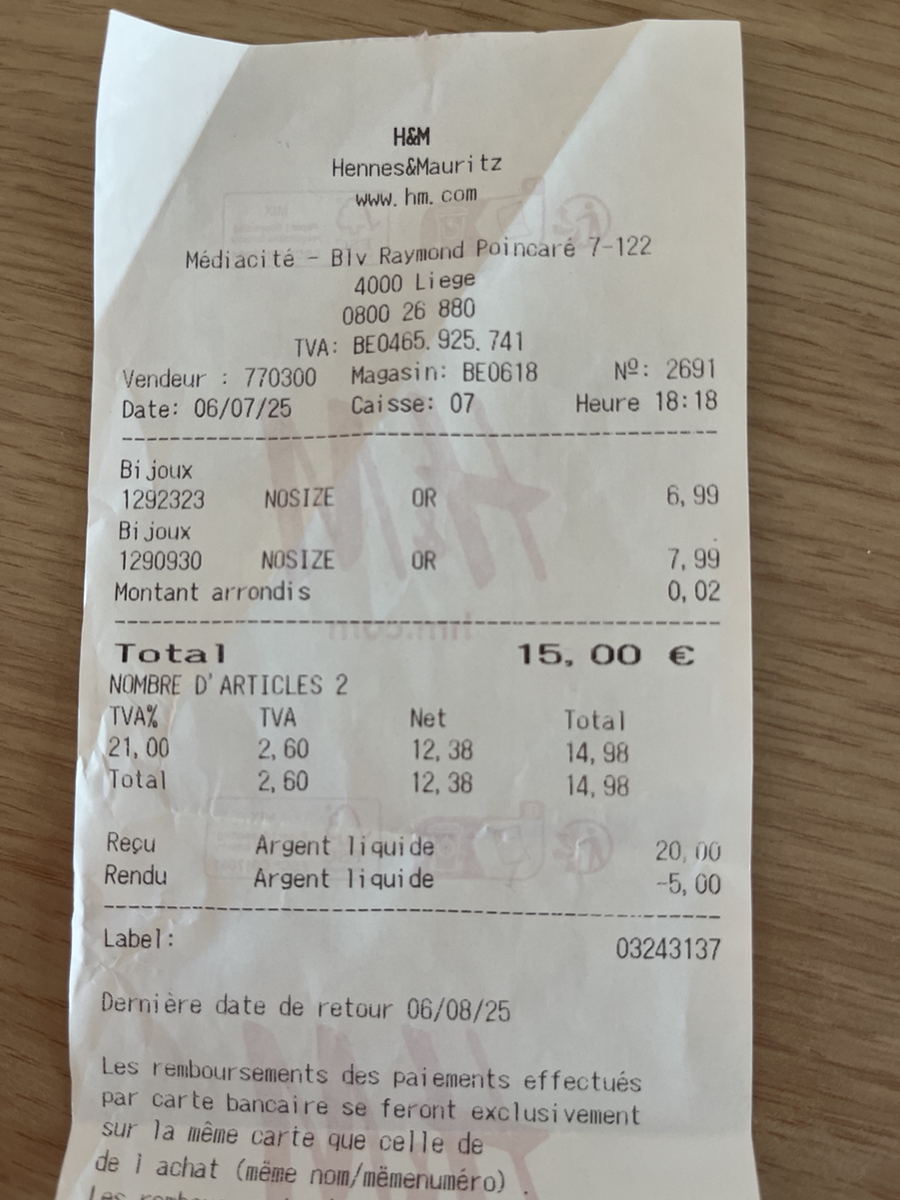 H&M
Hennes&Mauritz
www.hm.com
Médiacité - Blv Raymond Poincaré 7-122
4000 Liege
0800 26 880
TVA: BE0465.925.741
Vendeur : 770300 Magasin: BE0618 Nº: 2691
Date: 06/07/25 Caisse: 07 Heure 18:18
Bijoux
1292323 NOSIZE OR 6,99
Bijoux
1290930 NOSIZE OR 7,99
Montant arrondis 0,02
Total 15,00 €
NOMBRE D'ARTICLES 2
TVA% TVA Net Total
21,00 2,60 12,38 14,98
Total 2,60 12,38 14,98
Reçu Argent liquide 20,00
Rendu Argent liquide -5,00
Label: 03243137
Dernière date de retour 06/08/25
Les remboursements des paiements effectués
par carte bancaire se feront exclusivement
sur la même carte que celle de
de l achat (même nom/mêmenuméro) .
Les